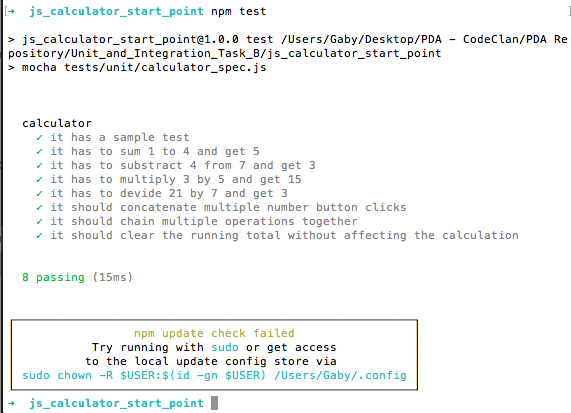 [➜ js_calculator_start_point npm test ]
> js_calculator_start_point@1.0.0 test /Users/Gaby/Desktop/PDA - CodeClan/PDA Re
pository/Unit_and_Integration_Task_B/js_calculator_start_point
> mocha tests/unit/calculator_spec.js
calculator
✓ it has a sample test
✓ it has to sum 1 to 4 and get 5
✓ it has to substract 4 from 7 and get 3
✓ it has to multiply 3 by 5 and get 15
✓ it has to devide 21 by 7 and get 3
✓ it should concatenate multiple number button clicks
✓ it should chain multiple operations together
✓ it should clear the running total without affecting the calculation
8 passing (15ms)
npm update check failed
Try running with sudo or get access
to the local update config store via
sudo chown -R $USER:$(id -gn $USER) /Users/Gaby/.config
➜ js_calculator_start_point